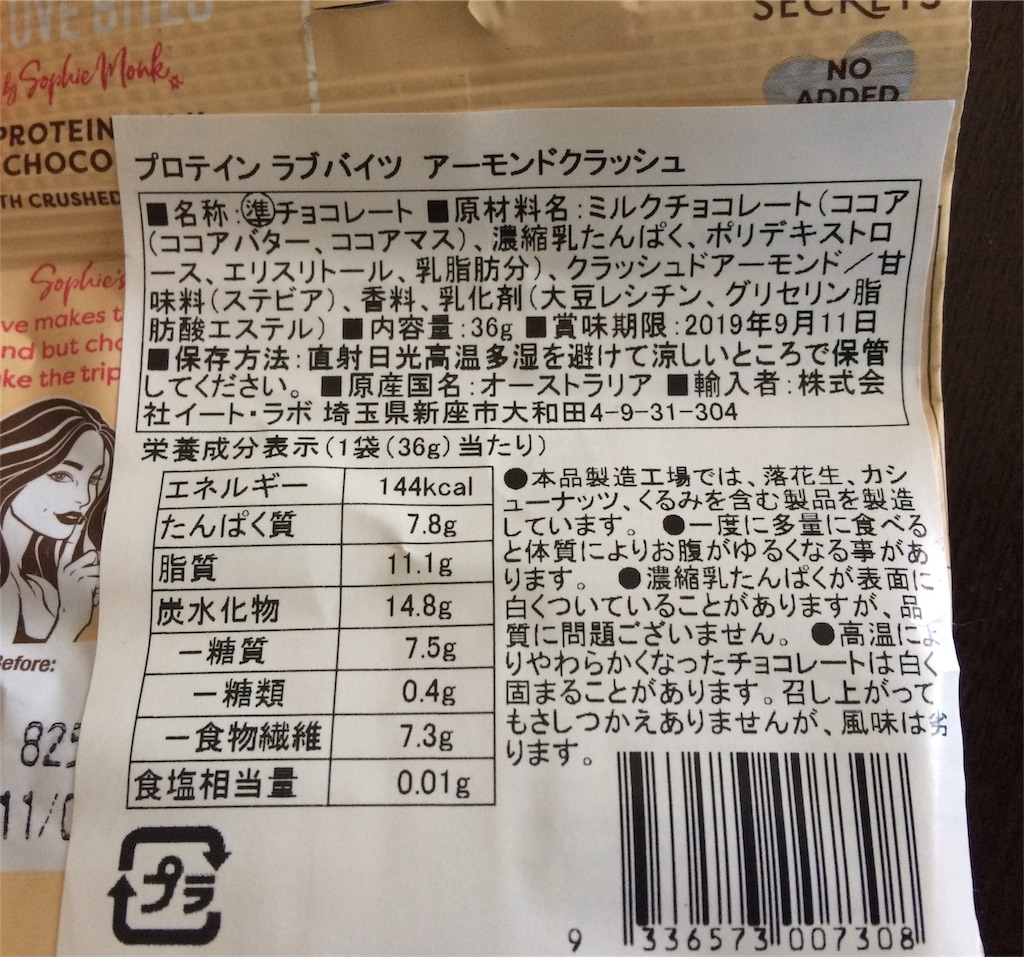 OVE BITES
by Sophie Monk
PROTEIN
CHOCO
TH CRUSHED
SECRETS
NO
ADDED
Sophie's
ve makes t
nd but cho
ke the trip
efore:
825
11/0
プロテイン ラブバイツ アーモンドクラッシュ
■名称:㊜チョコレート ■原材料名:ミルクチョコレート(ココア
(ココアバター、ココアマス)、濃縮乳たんぱく、ポリデキストロ
ース、エリスリトール、乳脂肪分)、クラッシュドアーモンド/甘
味料(ステビア)、香料、乳化剤(大豆レシチン、グリセリン脂
肪酸エステル) ■内容量:36g ■賞味期限:2019年9月11日
■保存方法:直射日光高温多湿を避けて涼しいところで保管
してください。 ■原産国名:オーストラリア ■輸入者:株式会
社イート・ラボ 埼玉県新座市大和田4-9-31-304
栄養成分表示(1袋(36g)当たり)
エネルギー 144kcal
たんぱく質 7.8g
脂質 11.1g
炭水化物 14.8g
－糖質 7.5g
－糖類 0.4g
－食物繊維 7.3g
食塩相当量 0.01g
●本品製造工場では、落花生、カシ
ューナッツ、くるみを含む製品を製造
しています。 ●一度に多量に食べる
と体質によりお腹がゆるくなる事があ
ります。 ●濃縮乳たんぱくが表面に
白くついていることがありますが、品
質に問題ございません。 ●高温によ
りやわらかくなったチョコレートは白く
固まることがあります。召し上がって
もさしつかえありませんが、風味は劣
ります。
プラ
9 336573 007308